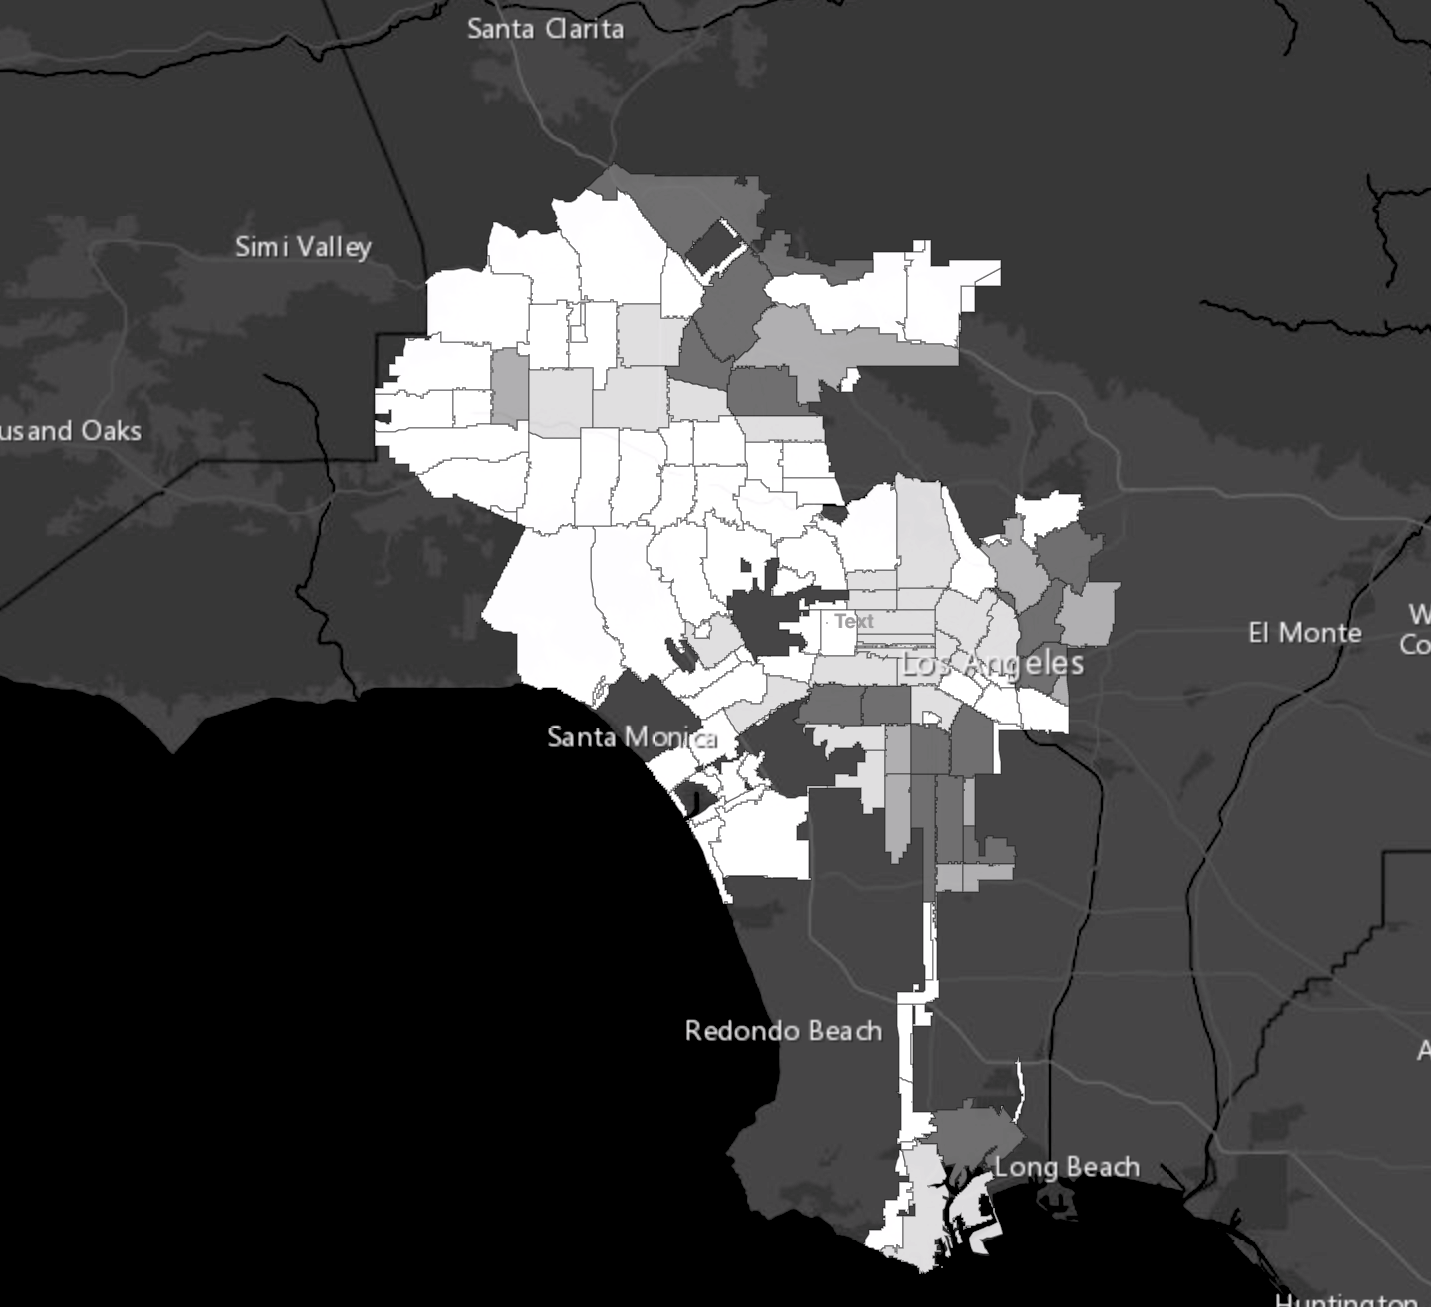 Santa Clarita
Simi Valley
usand Oaks
El Monte
W
Co
Text
Los Angeles
Santa Monica
Redondo Beach
A
Long Beach
Huntington